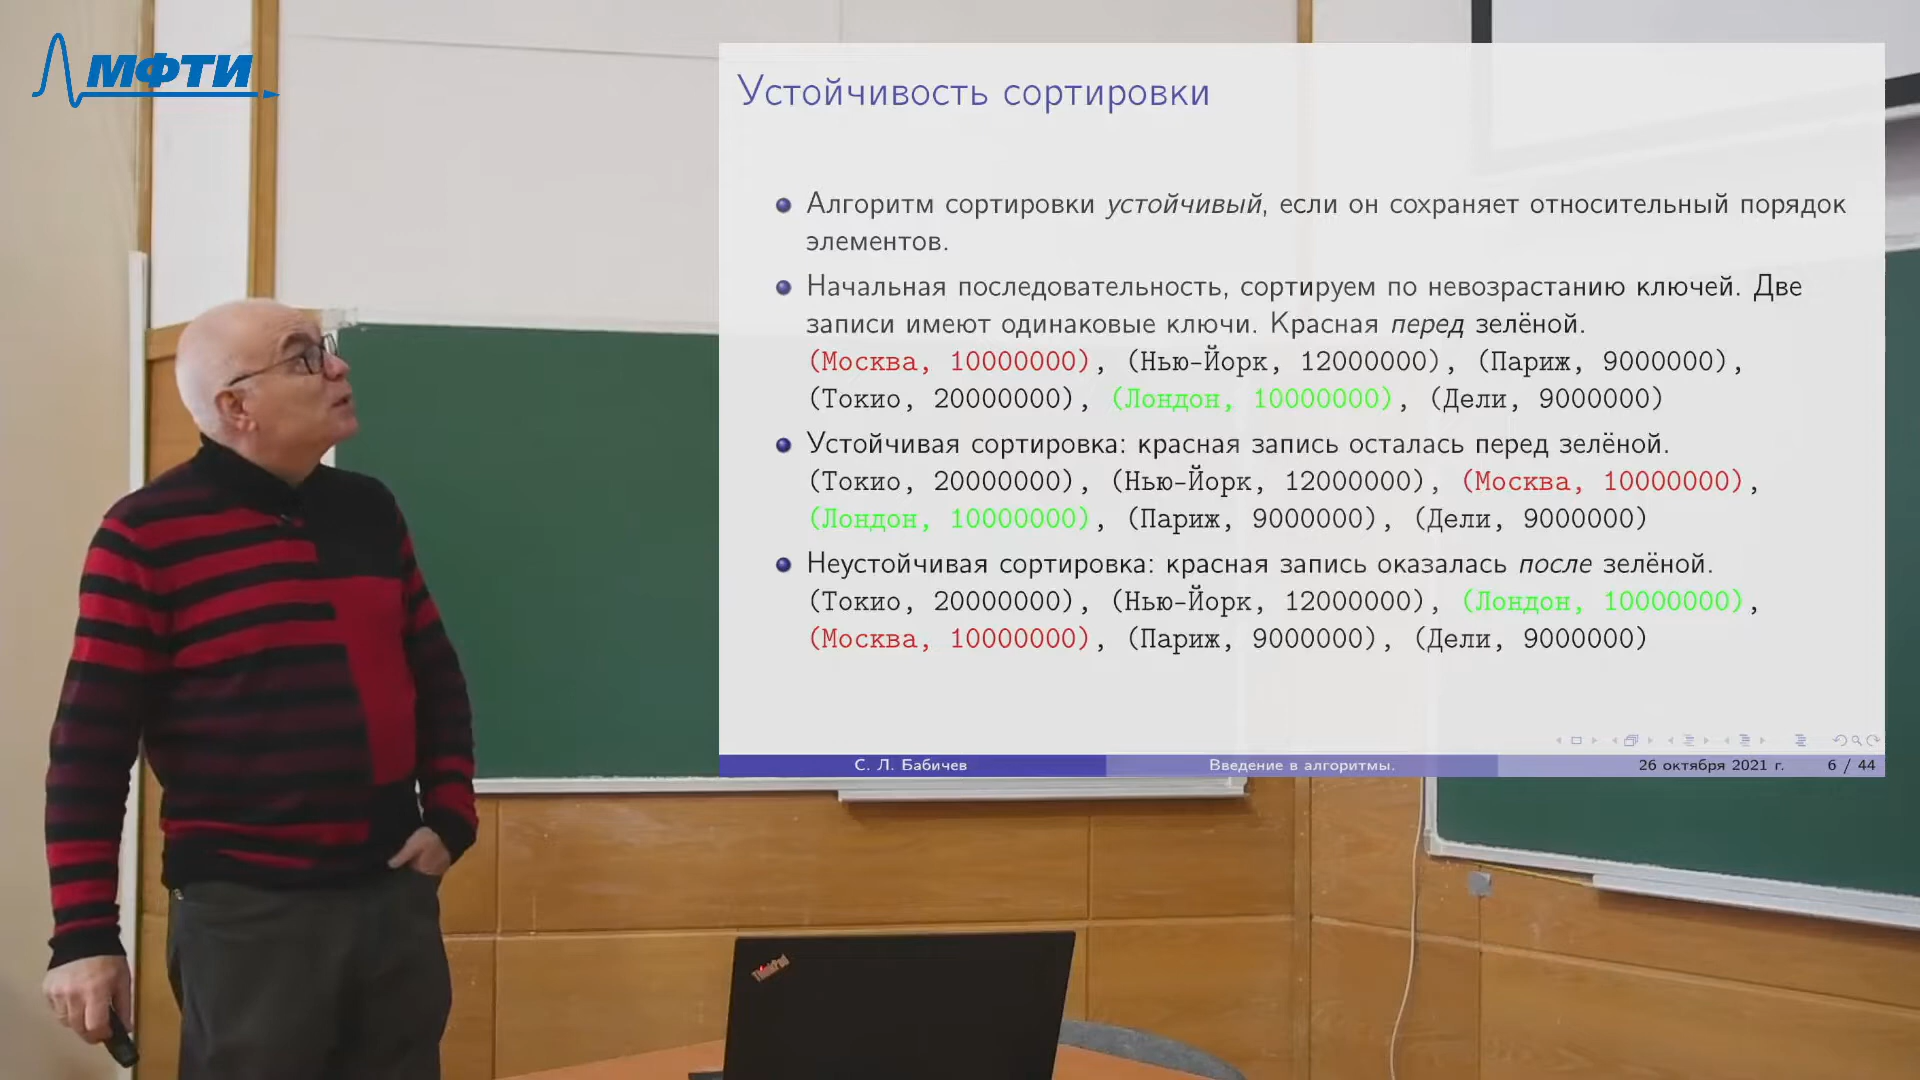 МФТИ
Устойчивость сортировки
Алгоритм сортировки устойчивый, если он сохраняет относительный порядок
элементов.
Начальная последовательность, сортируем по невозрастанию ключей. Две
записи имеют одинаковые ключи. Красная перед зелёной.
(Москва, 10000000), (Нью-Йорк, 12000000), (Париж, 9000000),
(Токио, 20000000), (Лондон, 10000000), (Дели, 9000000)
Устойчивая сортировка: красная запись осталась перед зелёной.
(Токио, 20000000), (Нью-Йорк, 12000000), (Москва, 10000000),
(Лондон, 10000000), (Париж, 9000000), (Дели, 9000000)
Неустойчивая сортировка: красная запись оказалась после зелёной.
(Токио, 20000000), (Нью-Йорк, 12000000), (Лондон, 10000000),
(Москва, 10000000), (Париж, 9000000), (Дели, 9000000)
С. Л. Бабичев Введение в алгоритмы. 26 октября 2021 г. 6 / 44
ThinkPad